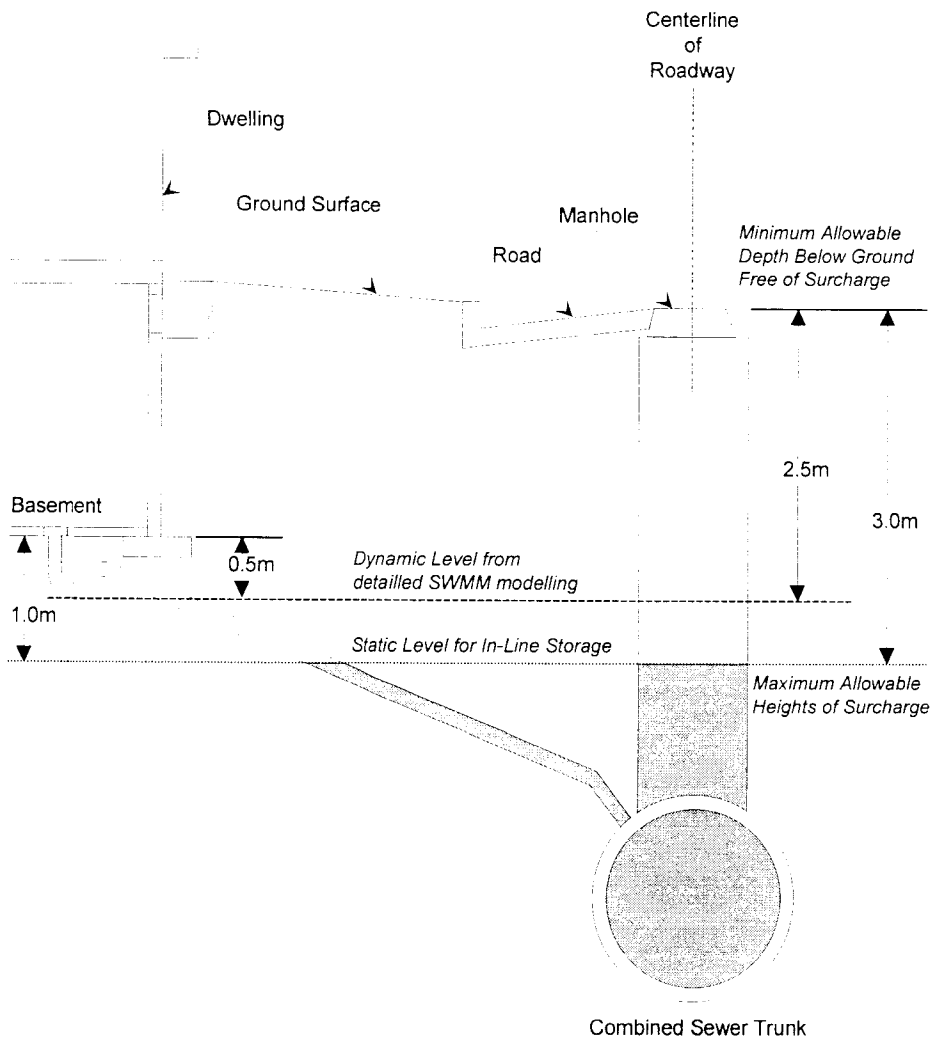 Centerline
of
Roadway
Dwelling
Ground Surface
Manhole
Road
Minimum Allowable
Depth Below Ground
Free of Surcharge
2.5m
3.0m
Basement
0.5m
Dynamic Level from
detailled SWMM modelling
1.0m
Static Level for In-Line Storage
Maximum Allowable
Heights of Surcharge
Combined Sewer Trunk